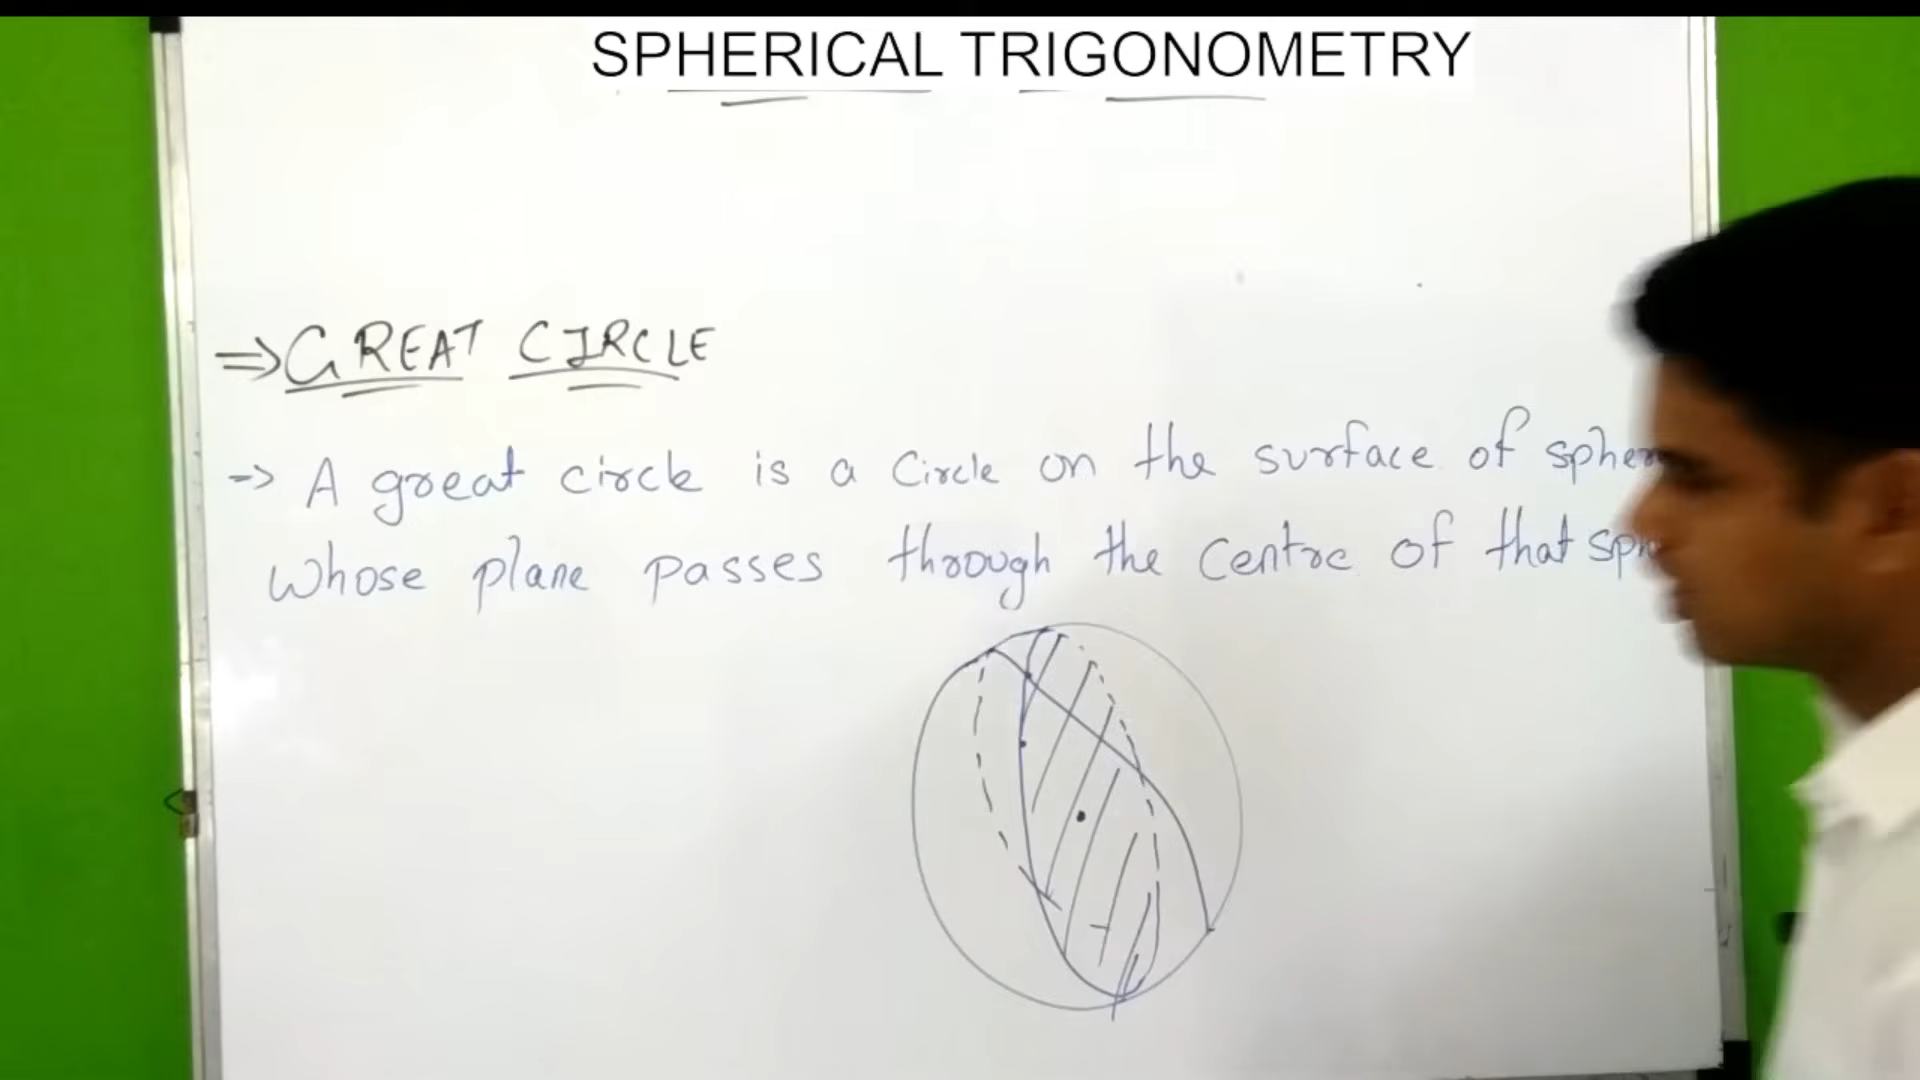 SPHERICAL TRIGONOMETRY
⇒ GREAT CIRCLE
-> A great circle is a Circle on the surface of
Whose plane passes through the Centre of that